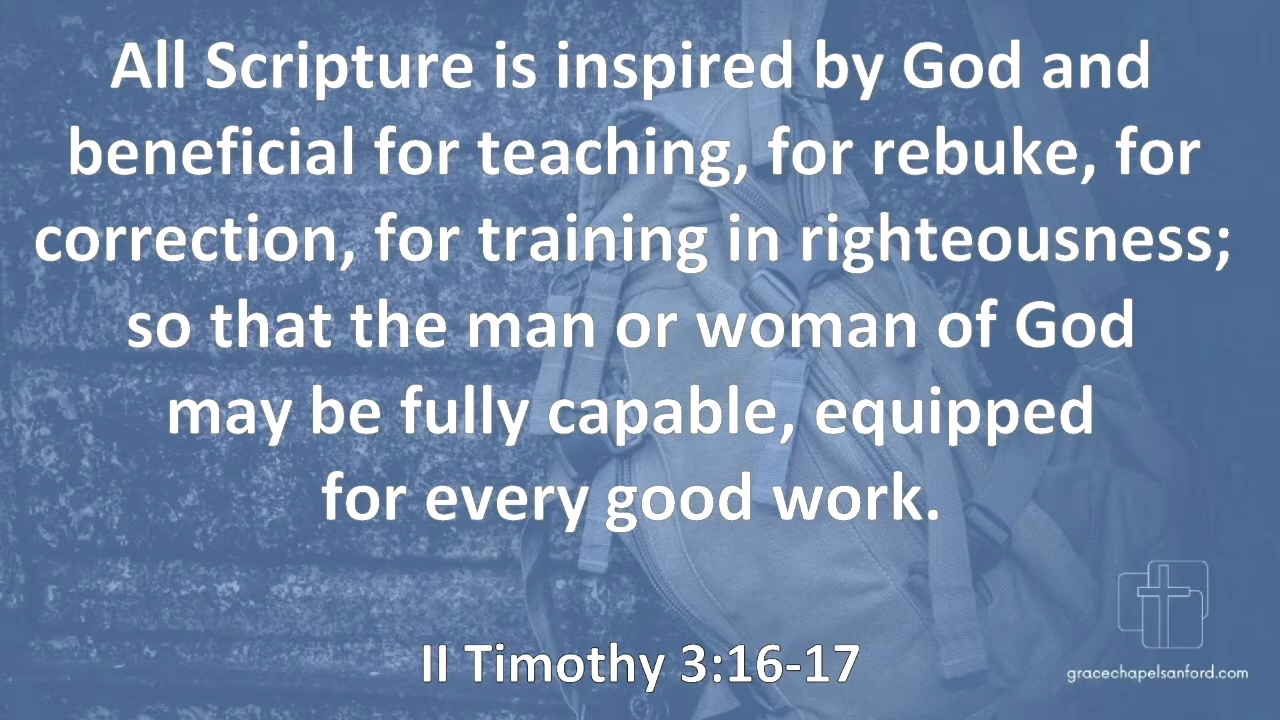 All Scripture is inspired by God and
beneficial for teaching, for rebuke, for
correction, for training in righteousness;
so that the man or woman of God
may be fully capable, equipped
for every good work.
II Timothy 3:16-17
gracechapelsanford.com